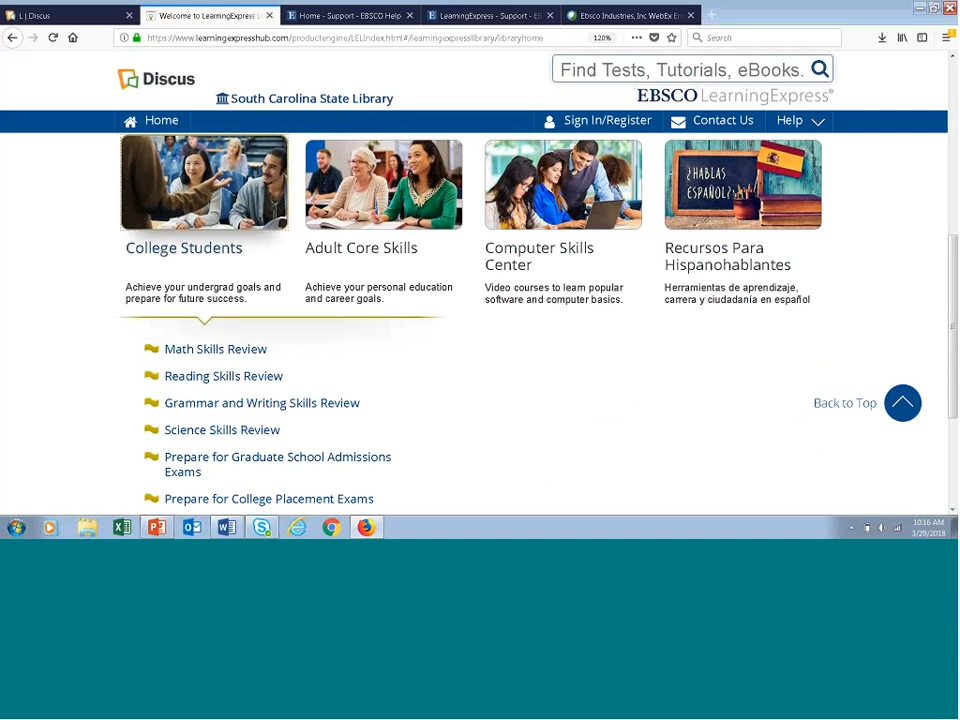 L | Discus
Welcome to LearningExpress L
Home - Support - EBSCO Help
LearningExpress - Support - EB
Ebsco Industries, Inc WebEx En
https://www.learningexpresshub.com/productengine/LELIndex.html#/learningexpresslibrary/libraryhome
120%
Search
Discus
Find Tests, Tutorials, eBooks.
South Carolina State Library
EBSCO LearningExpress®
Home
Sign In/Register
Contact Us
Help
¿HABLAS
ESPAÑOL?
College Students
Adult Core Skills
Computer Skills
Center
Recursos Para
Hispanohablantes
Achieve your undergrad goals and
prepare for future success.
Achieve your personal education
and career goals.
Video courses to learn popular
software and computer basics.
Herramientas de aprendizaje,
carrera y ciudadanía en español
Math Skills Review
Reading Skills Review
Grammar and Writing Skills Review
Science Skills Review
Prepare for Graduate School Admissions
Exams
Prepare for College Placement Exams
Back to Top
10:16 AM
3/29/2018